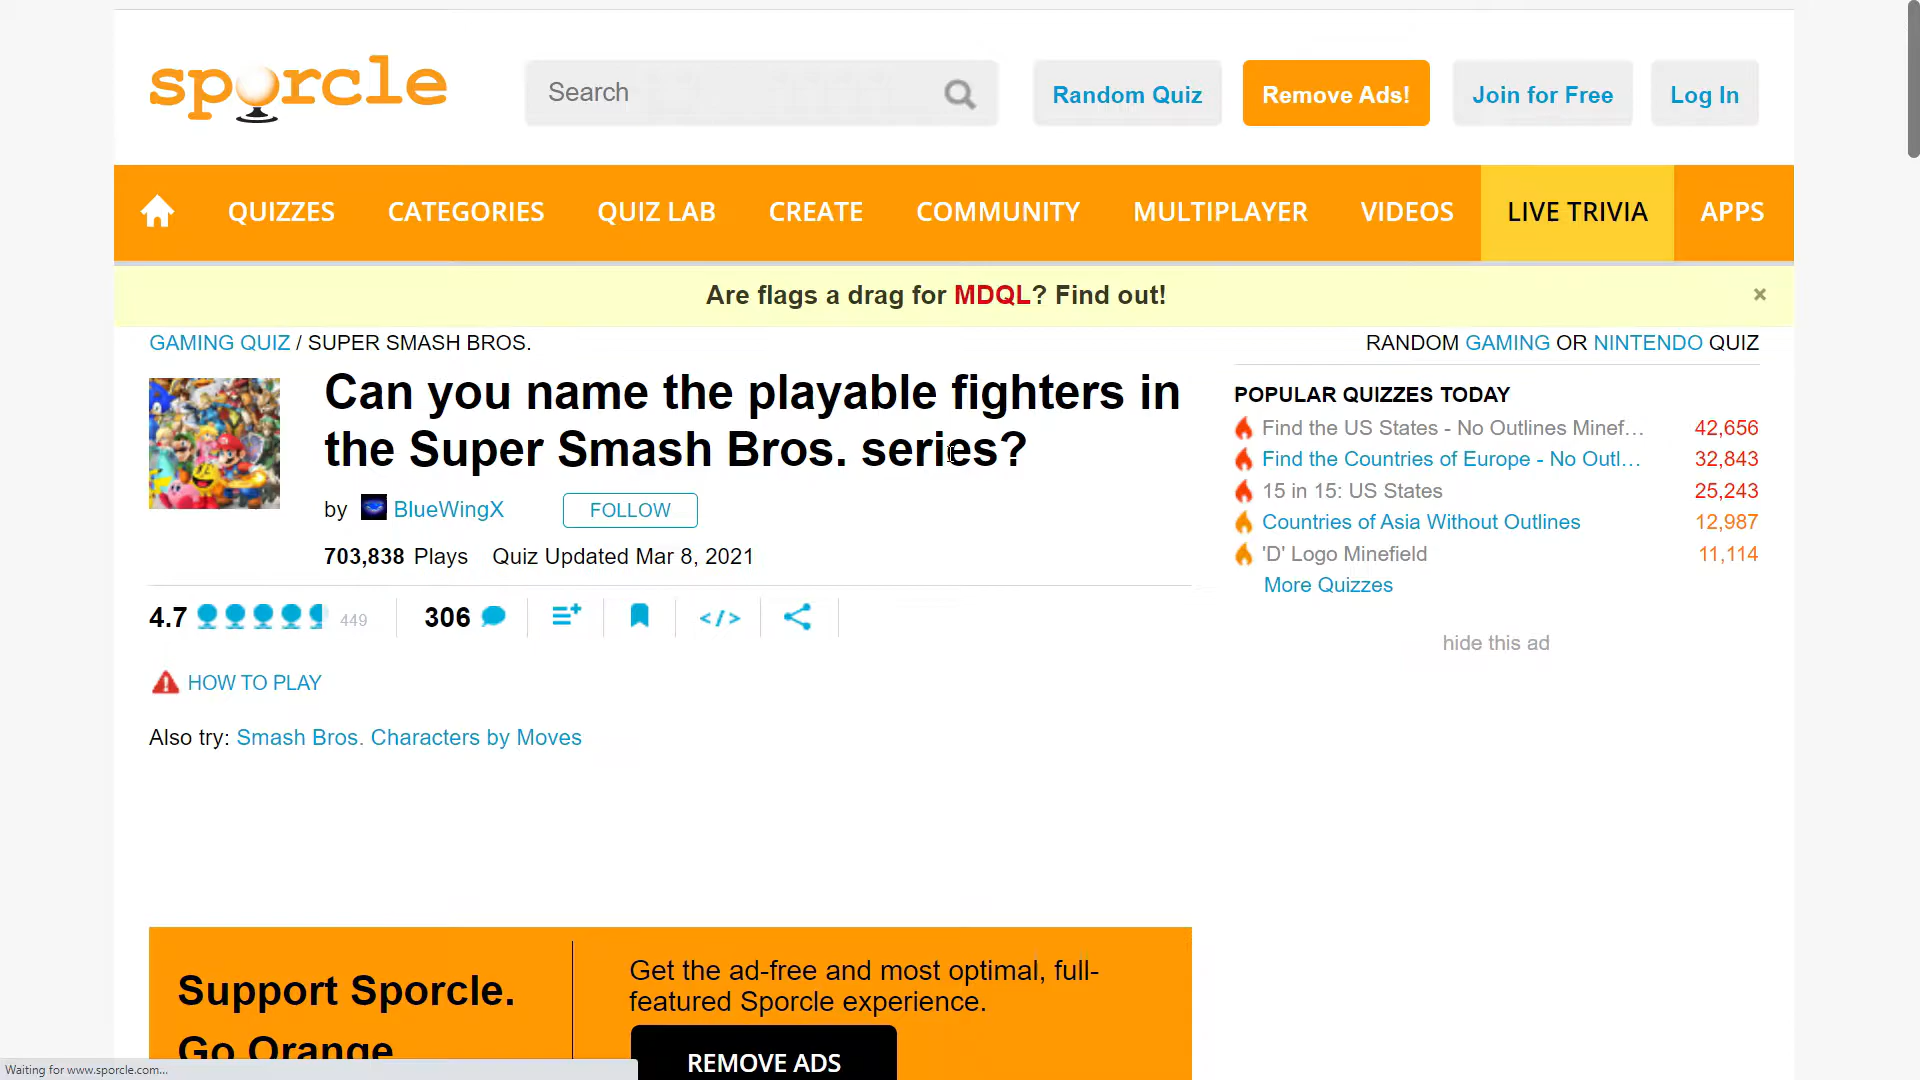 sporcle
Search
Random Quiz
Remove Ads!
Join for Free
Log In
QUIZZES
CATEGORIES
QUIZ LAB
CREATE
COMMUNITY
MULTIPLAYER
VIDEOS
LIVE TRIVIA
APPS
Are flags a drag for MDQL? Find out!
×
GAMING QUIZ / SUPER SMASH BROS.
RANDOM GAMING OR NINTENDO QUIZ
Can you name the playable fighters in
the Super Smash Bros. series?
by BlueWingX
FOLLOW
703,838 Plays
Quiz Updated Mar 8, 2021
4.7
449
306
</>
HOW TO PLAY
Also try: Smash Bros. Characters by Moves
POPULAR QUIZZES TODAY
Find the US States - No Outlines Minef... 42,656
Find the Countries of Europe - No Outl... 32,843
15 in 15: US States 25,243
Countries of Asia Without Outlines 12,987
'D' Logo Minefield 11,114
More Quizzes
hide this ad
Support Sporcle.
Go Orange
Get the ad-free and most optimal, full-
featured Sporcle experience.
REMOVE ADS
Waiting for www.sporcle.com...